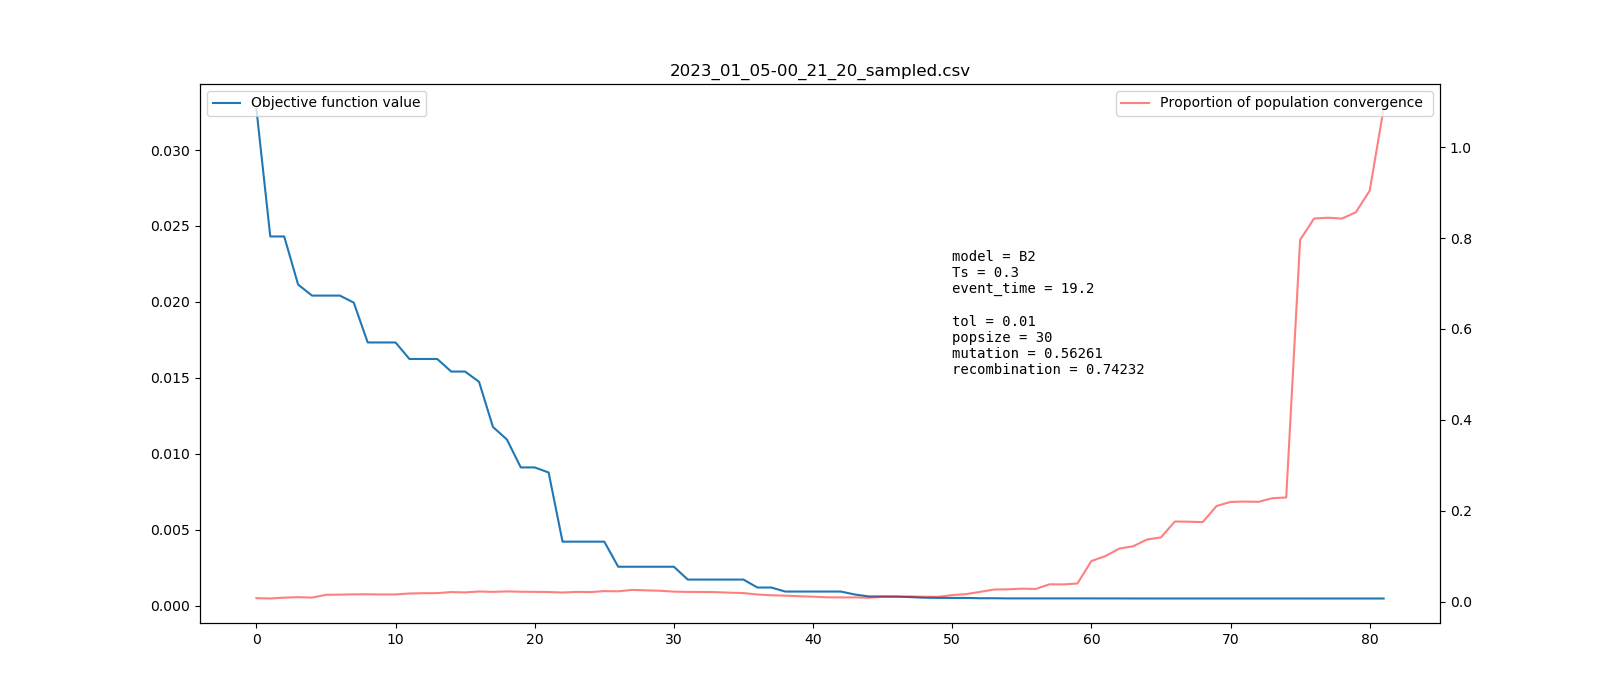 2023_01_05-00_21_20_sampled.csv
Objective function value
Proportion of population convergence
0.030
0.025
0.020
0.015
0.010
0.005
0.000
model = B2
Ts = 0.3
event_time = 19.2
tol = 0.01
popsize = 30
mutation = 0.56261
recombination = 0.74232
1.0
0.8
0.6
0.4
0.2
0.0
0 10 20 30 40 50 60 70 80